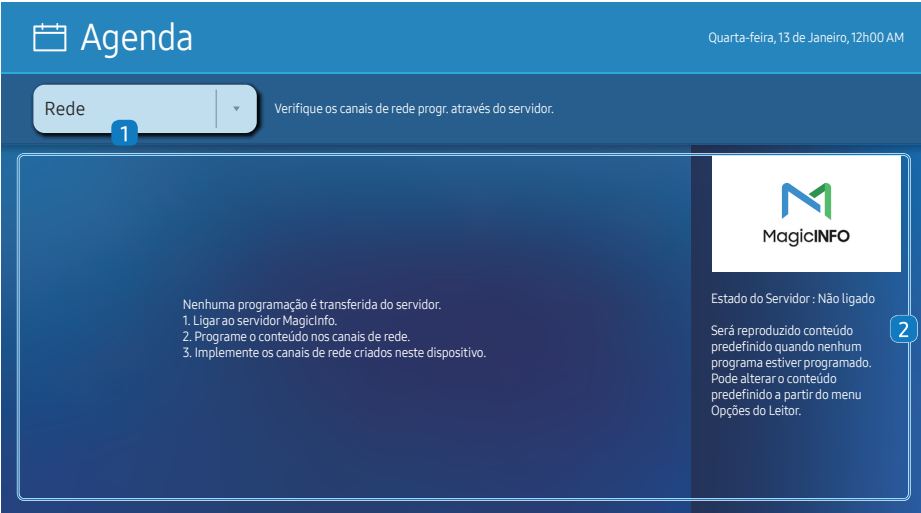 Agenda
Quarta-feira, 13 de Janeiro, 12h00 AM
Rede
1
Verifique os canais de rede progr. através do servidor.
MagicINFO
Nenhuma programação é transferida do servidor.
1. Ligar ao servidor MagicInfo.
2. Programe o conteúdo nos canais de rede.
3. Implemente os canais de rede criados neste dispositivo.
Estado do Servidor : Não ligado
2
Será reproduzido conteúdo
predefinido quando nenhum
programa estiver programado.
Pode alterar o conteúdo
predefinido a partir do menu
Opções do Leitor.